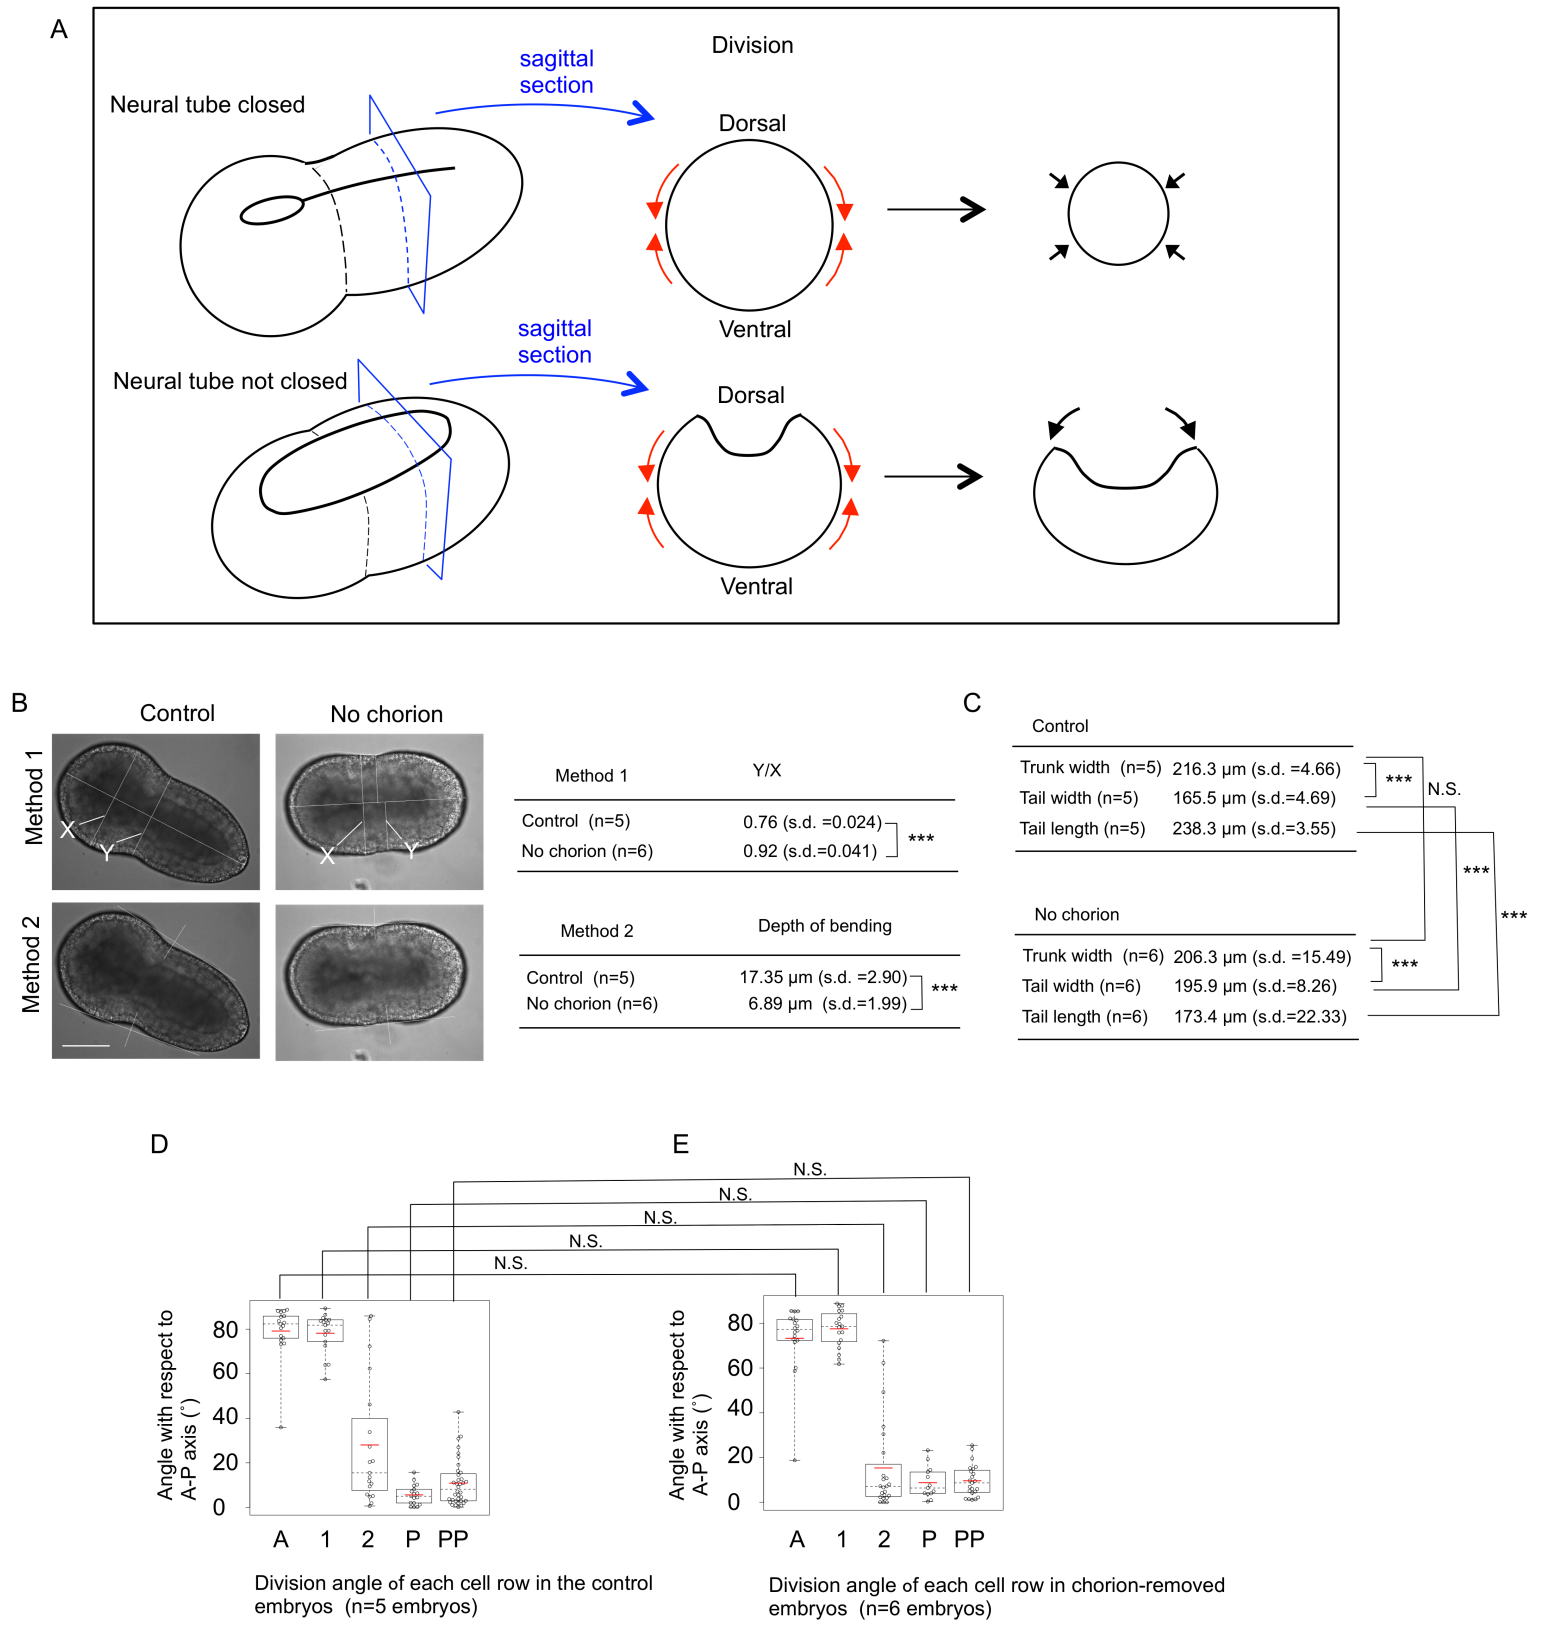 A
Division
sagittal
section
Neural tube closed
Dorsal
Ventral
sagittal
section
Neural tube not closed
Dorsal
Ventral
B
Control
No chorion
Method 1
X
Y
X
Y
Method 2
Method 1
Y/X
Control (n=5)
0.76 (s.d. =0.024)
No chorion (n=6)
0.92 (s.d.=0.041)
***
Method 2
Depth of bending
Control (n=5)
17.35 µm (s.d. =2.90)
No chorion (n=6)
6.89 µm (s.d.=1.99)
***
C
Control
Trunk width (n=5) 216.3 µm (s.d. =4.66)
Tail width (n=5) 165.5 µm (s.d.=4.69)
Tail length (n=5) 238.3 µm (s.d.=3.55)
***
N.S.
***
***
No chorion
Trunk width (n=6) 206.3 µm (s.d. =15.49)
Tail width (n=6) 195.9 µm (s.d.=8.26)
Tail length (n=6) 173.4 µm (s.d.=22.33)
***
D
E
N.S.
N.S.
N.S.
N.S.
N.S.
Angle with respect to
A-P axis (˚)
80
60
40
20
0
A 1 2 P PP
Division angle of each cell row in the control
embryos (n=5 embryos)
Angle with respect to
A-P axis (˚)
80
60
40
20
0
A 1 2 P PP
Division angle of each cell row in chorion-removed
embryos (n=6 embryos)